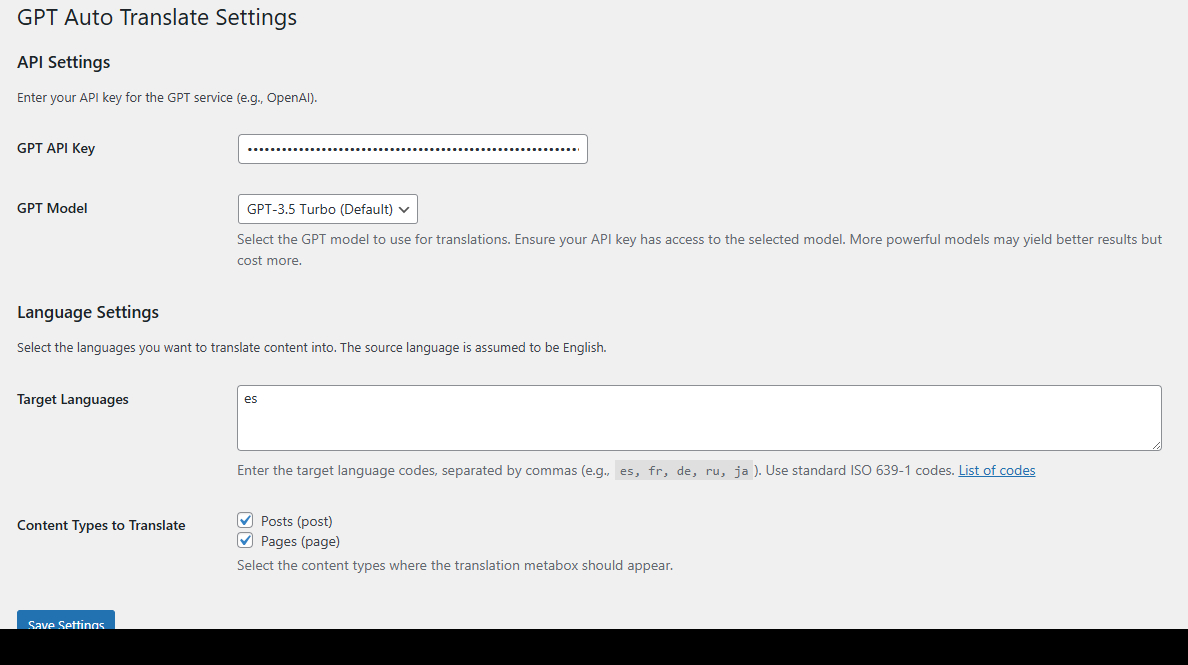 GPT Auto Translate Settings
API Settings
Enter your API key for the GPT service (e.g., OpenAI).
GPT API Key
••••••••••••••••••••••••••••••••••••••••••••••••••••••••••
GPT Model
GPT-3.5 Turbo (Default)
Select the GPT model to use for translations. Ensure your API key has access to the selected model. More powerful models may yield better results but
cost more.
Language Settings
Select the languages you want to translate content into. The source language is assumed to be English.
Target Languages
es
Enter the target language codes, separated by commas (e.g., es, fr, de, ru, ja ). Use standard ISO 639-1 codes. List of codes
Content Types to Translate
Posts (post)
Pages (page)
Select the content types where the translation metabox should appear.
Save Settings